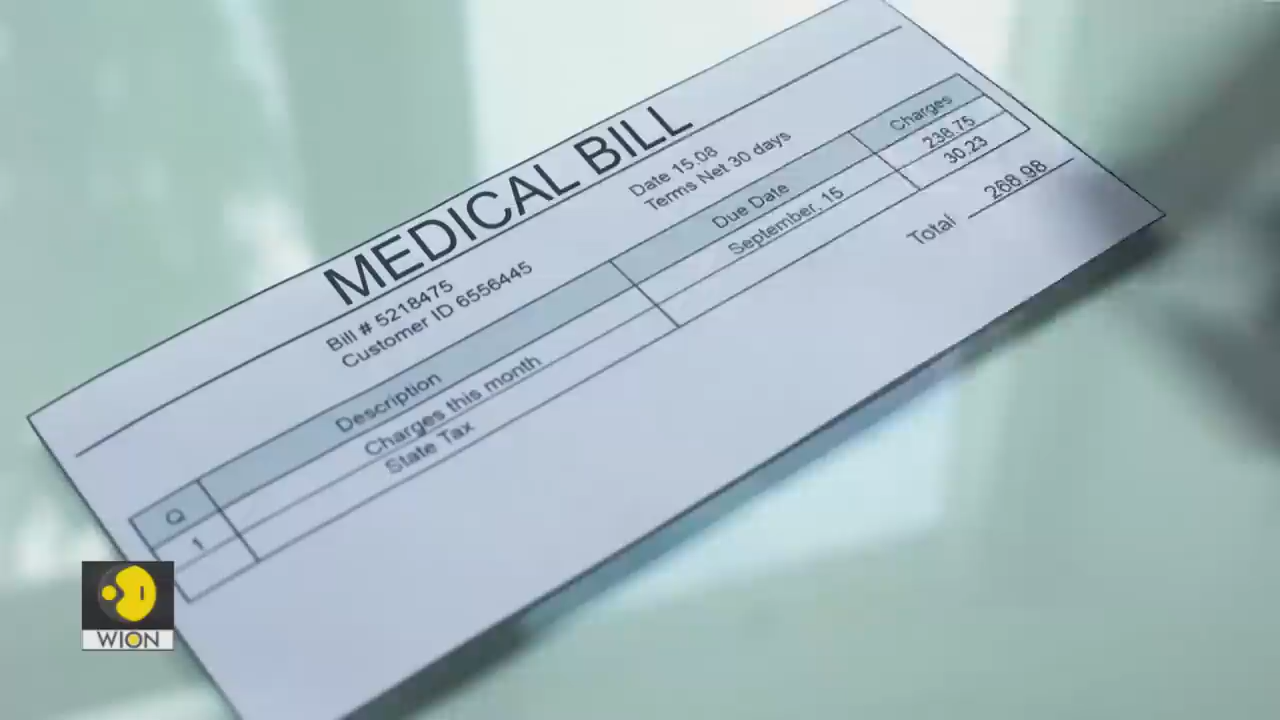 MEDICAL BILL
Bill # 5218475
Customer ID 6556445
Date 15.08
Terms Net 30 days
Q Description Due Date Charges
1 Charges this month September, 15 238.75
State Tax 30.23
Total 268.98
WION